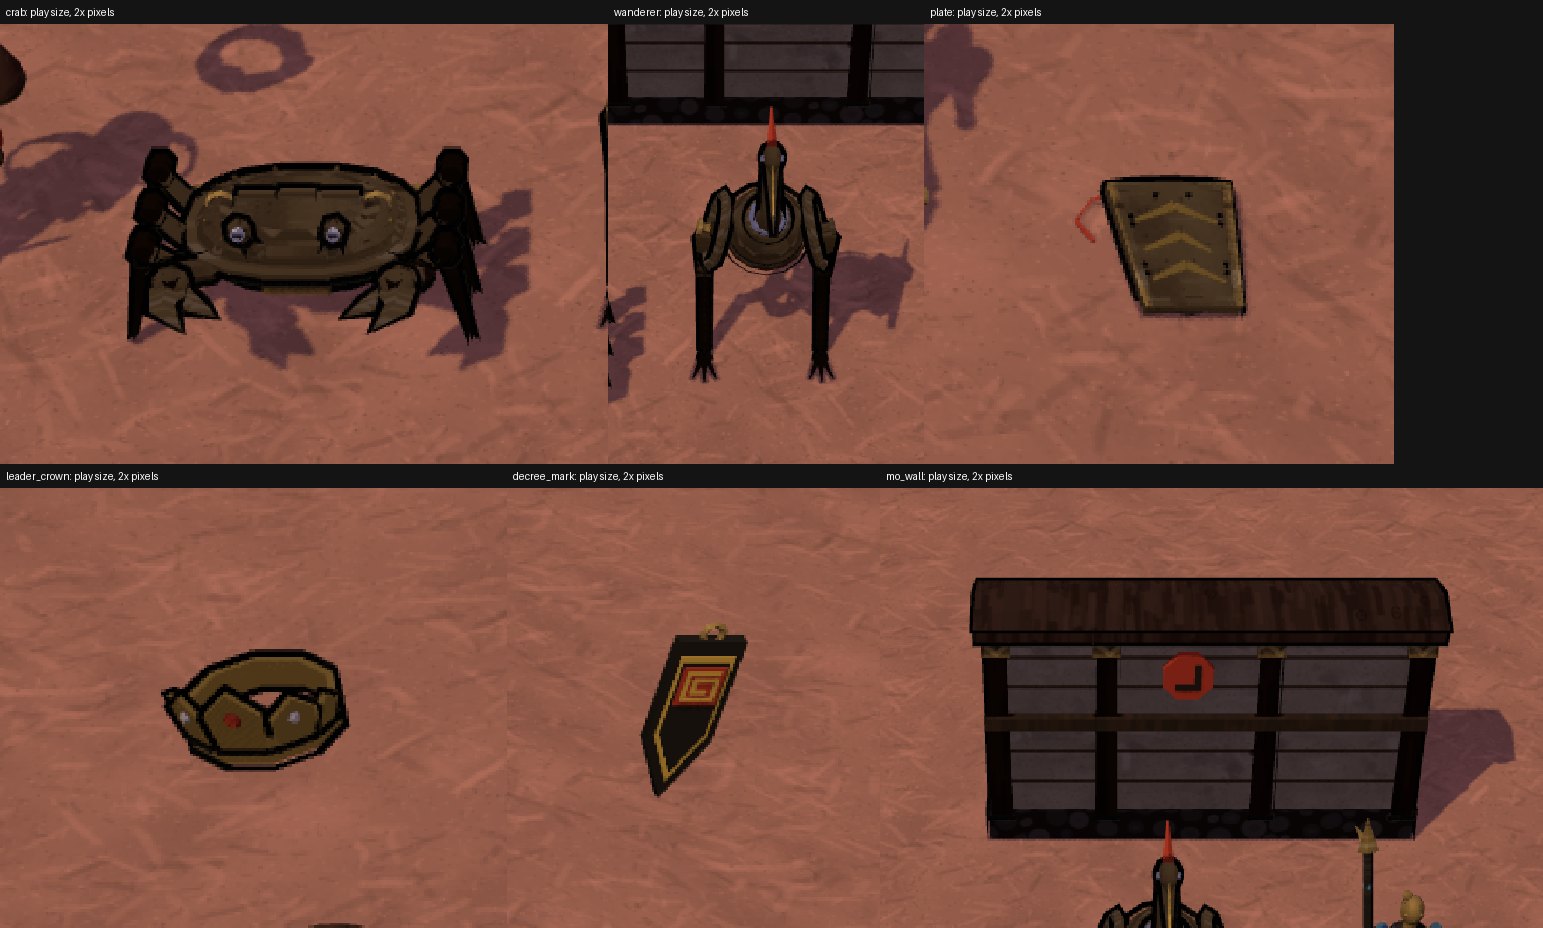 crab: playsize, 2x pixels
wanderer: playsize, 2x pixels
plate: playsize, 2x pixels
leader_crown: playsize, 2x pixels
decree_mark: playsize, 2x pixels
mo_wall: playsize, 2x pixels